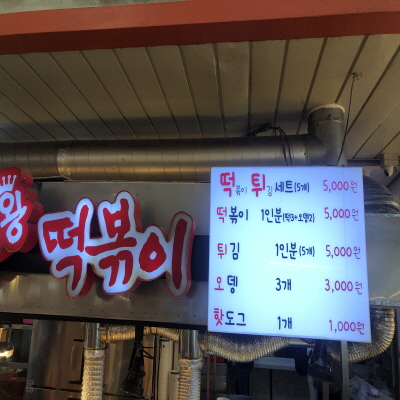 왕 떡볶이
떡볶이 튀김 세트(5개) 5,000원
떡볶이 1인분(떡3+오뎅2) 5,000원
튀김 1인분(5개) 5,000원
오뎅 3개 3,000원
핫도그 1개 1,000원